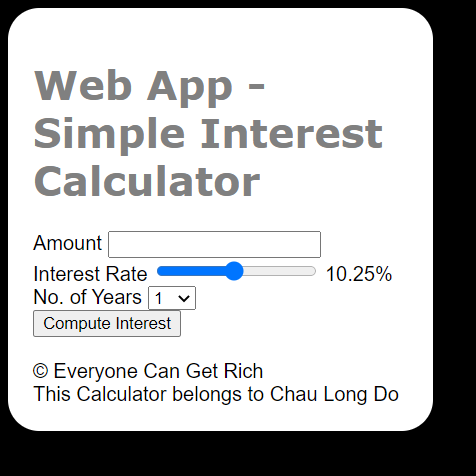 Web App -
Simple Interest
Calculator
Amount
Interest Rate 10.25%
No. of Years 1
Compute Interest
© Everyone Can Get Rich
This Calculator belongs to Chau Long Do